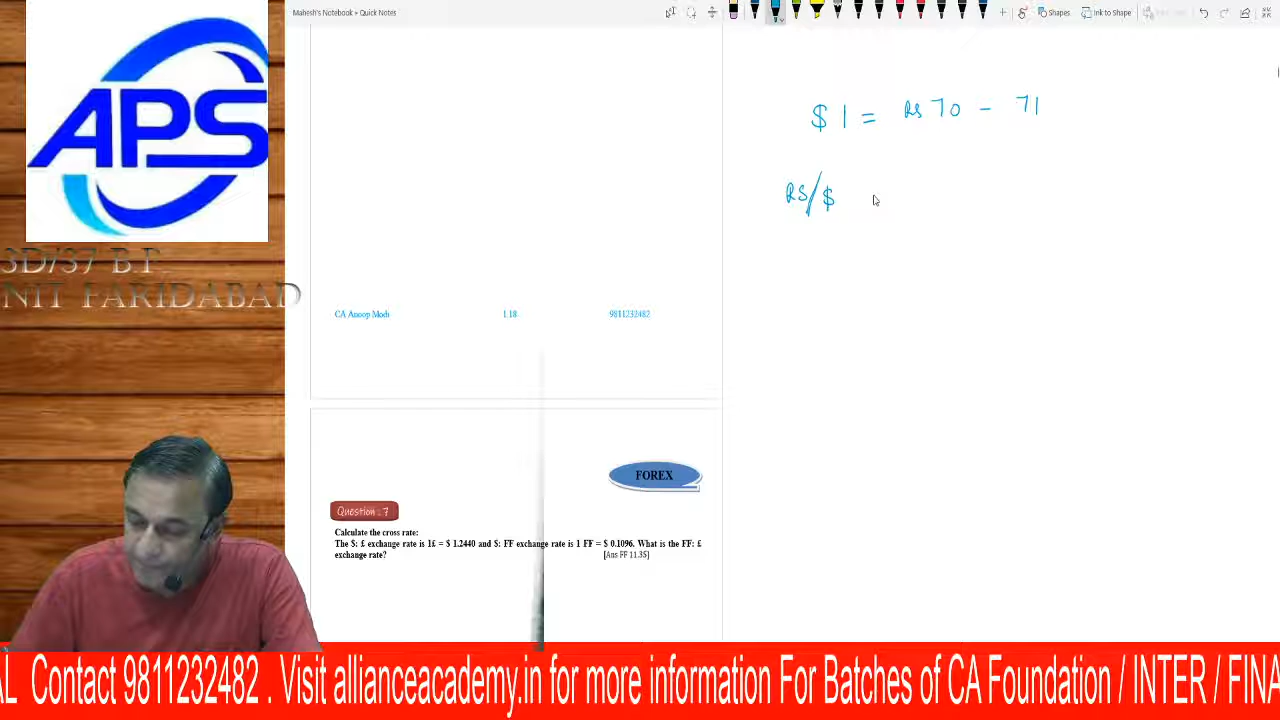 Mahesh's Notebook » Quick Notes
Shapes
Ink to Shape
APS
3D/37 B.P.
NIT FARIDABAD
$ 1 = RS 70 - 71
RS/$
CA Anoop Modi 1.18 9811232482
FOREX
Question : 7
Calculate the cross rate:
The $: £ exchange rate is 1£ = $ 1.2440 and $: FF exchange rate is 1 FF = $ 0.1096. What is the FF: £
exchange rate? [Ans FF 11.35]
Contact 9811232482 . Visit allianceacademy.in for more information For Batches of CA Foundation / INTER / FINA